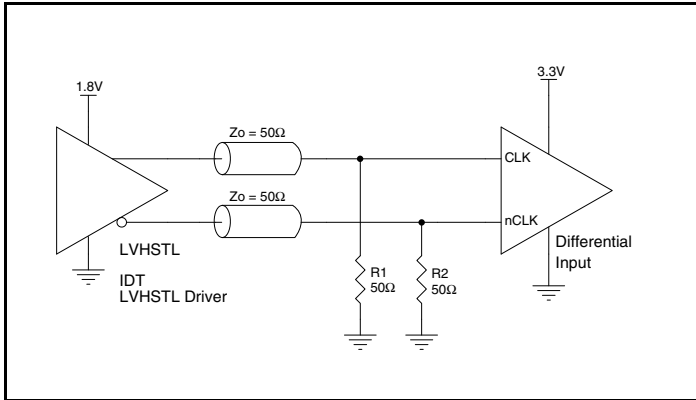 1.8V
3.3V
Zo = 50Ω
CLK
Zo = 50Ω
nCLK
LVHSTL
Differential
Input
IDT
LVHSTL Driver
R1
50Ω
R2
50Ω